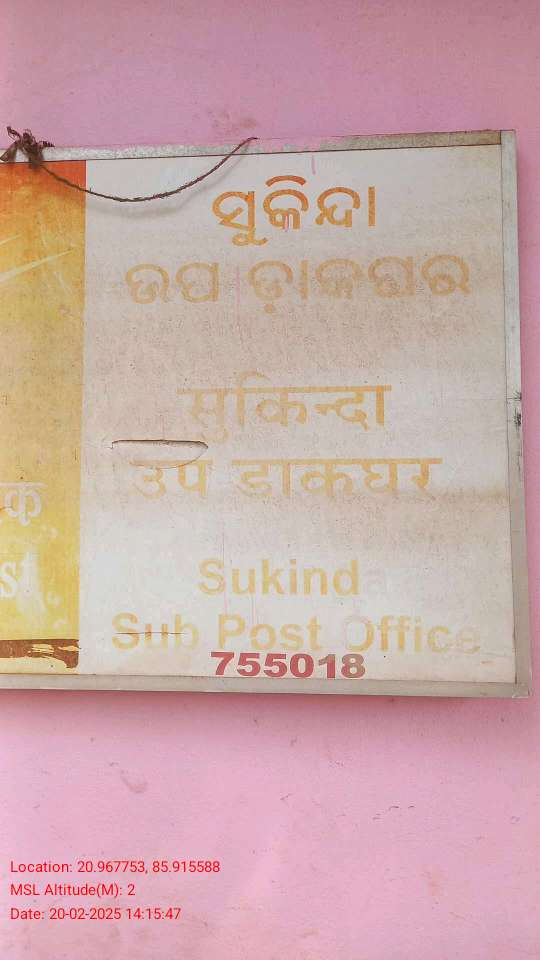 ସୁକିନ୍ଦା
ଉପ ଡ଼ାକଘର
सुकिन्दा
उप डाकघर
Sukinda
Sub Post Office
755018
Location: 20.967753, 85.915588
MSL Altitude(M): 2
Date: 20-02-2025 14:15:47